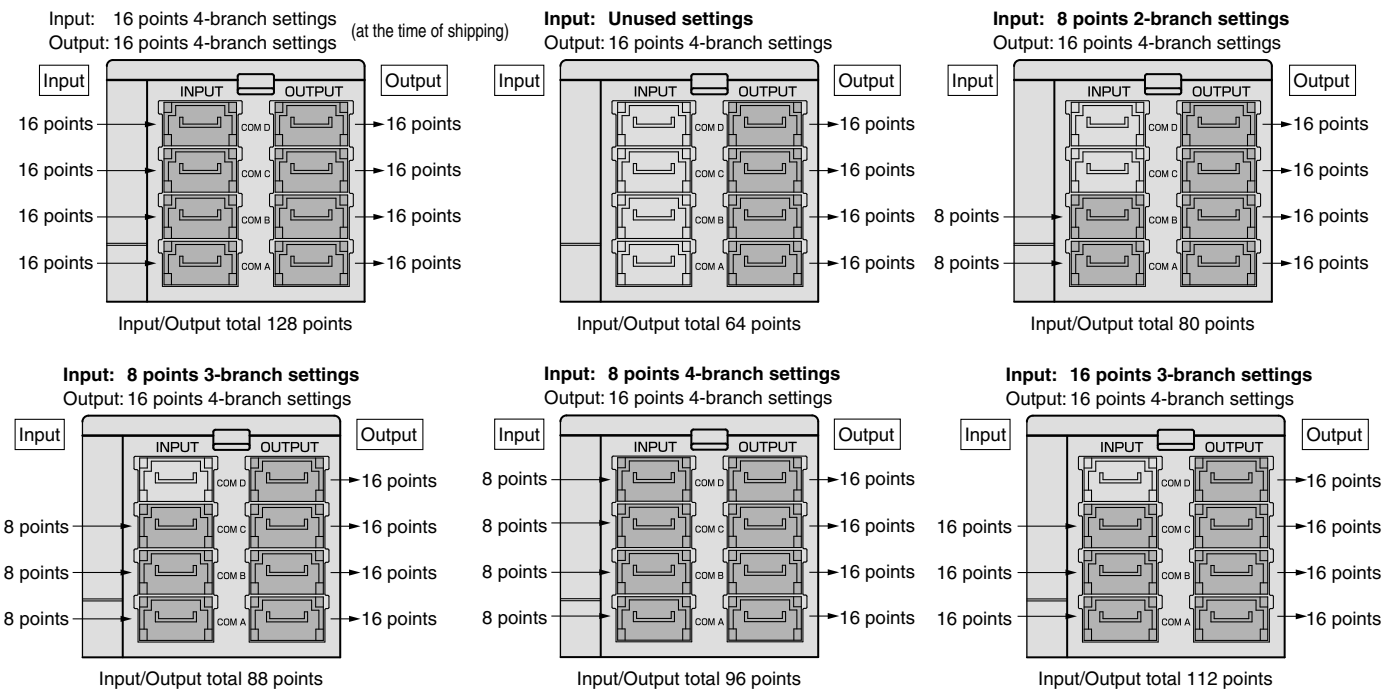 Input: 16 points 4-branch settings
Output: 16 points 4-branch settings
(at the time of shipping)
Input
Output
INPUT OUTPUT
16 points COM D 16 points
16 points COM C 16 points
16 points COM B 16 points
16 points COM A 16 points
Input/Output total 128 points
Input: Unused settings
Output: 16 points 4-branch settings
Input
Output
INPUT OUTPUT
COM D 16 points
COM C 16 points
COM B 16 points
COM A 16 points
Input/Output total 64 points
Input: 8 points 2-branch settings
Output: 16 points 4-branch settings
Input
Output
INPUT OUTPUT
COM D 16 points
COM C 16 points
8 points COM B 16 points
8 points COM A 16 points
Input/Output total 80 points
Input: 8 points 3-branch settings
Output: 16 points 4-branch settings
Input
Output
INPUT OUTPUT
COM D 16 points
8 points COM C 16 points
8 points COM B 16 points
8 points COM A 16 points
Input/Output total 88 points
Input: 8 points 4-branch settings
Output: 16 points 4-branch settings
Input
Output
INPUT OUTPUT
8 points COM D 16 points
8 points COM C 16 points
8 points COM B 16 points
8 points COM A 16 points
Input/Output total 96 points
Input: 16 points 3-branch settings
Output: 16 points 4-branch settings
Input
Output
INPUT OUTPUT
COM D 16 points
16 points COM C 16 points
16 points COM B 16 points
16 points COM A 16 points
Input/Output total 112 points